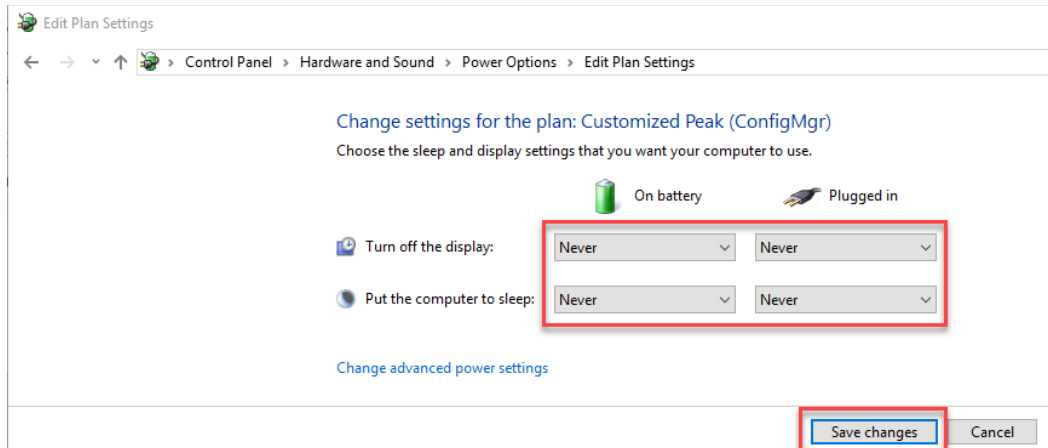 Edit Plan Settings
Control Panel > Hardware and Sound > Power Options > Edit Plan Settings
Change settings for the plan: Customized Peak (ConfigMgr)
Choose the sleep and display settings that you want your computer to use.
On battery Plugged in
Turn off the display: Never Never
Put the computer to sleep: Never Never
Change advanced power settings
Save changes Cancel